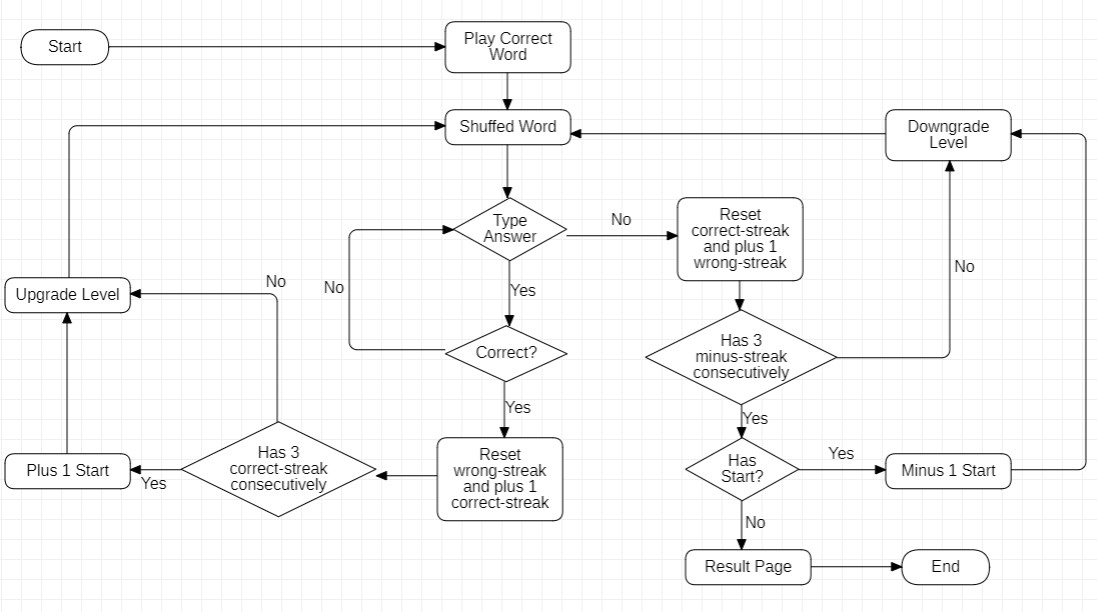 Start
Play Correct
Word
Shuffed Word
Downgrade
Level
Type
Answer
No
Reset
correct-streak
and plus 1
wrong-streak
No
Upgrade Level
No
Yes
No
Correct?
Has 3
minus-streak
consecutively
Yes
Yes
Has 3
correct-streak
consecutively
Plus 1 Start
Yes
Reset
wrong-streak
and plus 1
correct-streak
Has
Start?
Yes
Minus 1 Start
No
Result Page
End